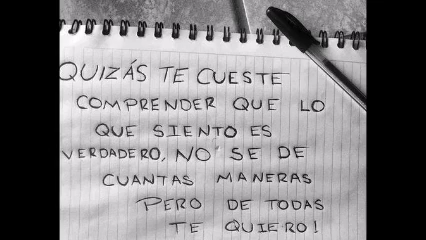 QUIZÁS TE CUESTE
COMPRENDER QUE LO
QUE SIENTO ES
VERDADERO, NO SE DE
CUANTAS MANERAS
PERO DE TODAS
TE QUIERO!